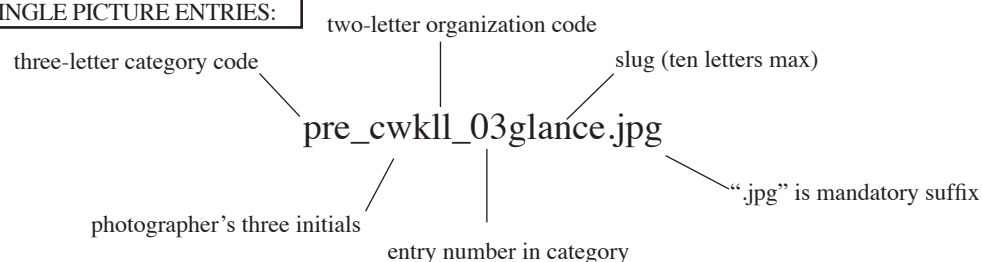 INGLE PICTURE ENTRIES:
two-letter organization code
three-letter category code
slug (ten letters max)
pre_cwkll_03glance.jpg
“.jpg” is mandatory suffix
photographer’s three initials
entry number in category